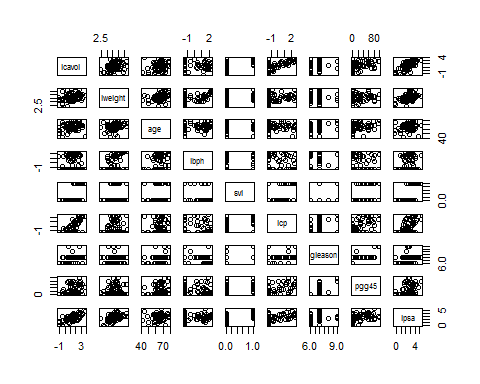 2.5
-1 2
-1 2
0 80
lcavol
-1 4
2.5
lweight
age
40
-1
lbph
svi
0.0
-1
lcp
gleason
6.0
0
pgg45
lpsa
0 5
-1 3
40 70
0.0 1.0
6.0 9.0
0 4